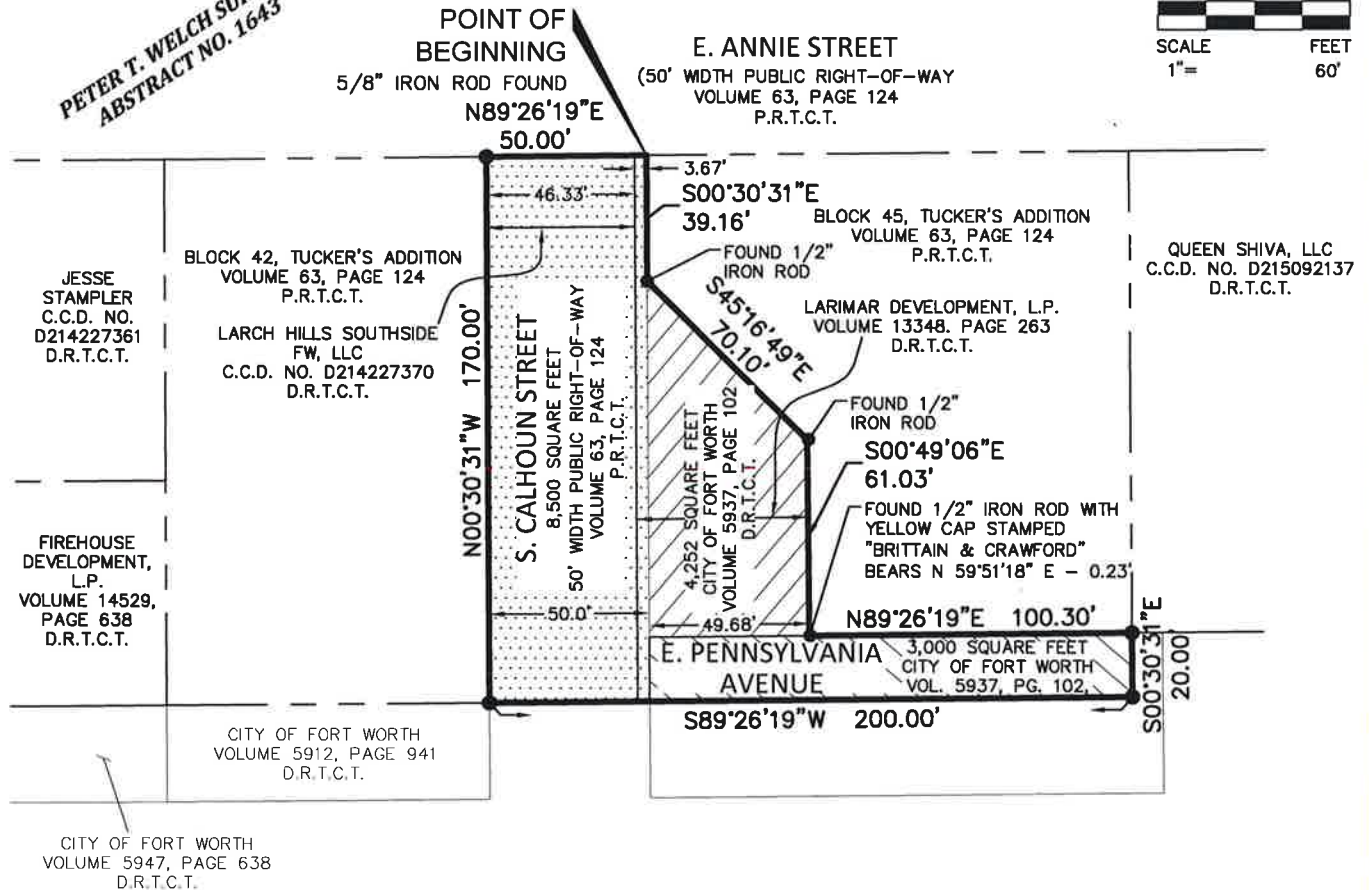 PETER T. WELCH
ABSTRACT NO. 1643
POINT OF
BEGINNING
5/8" IRON ROD FOUND
N89°26'19"E
50.00'
E. ANNIE STREET
(50' WIDTH PUBLIC RIGHT-OF-WAY
VOLUME 63, PAGE 124
P.R.T.C.T.
SCALE FEET
1"= 60'
3.67'
46.33'
S00°30'31"E
39.16'
JESSE
STAMPLER
C.C.D. NO.
D214227361
D.R.T.C.T.
BLOCK 42, TUCKER'S ADDITION
VOLUME 63, PAGE 124
P.R.T.C.T.
LARCH HILLS SOUTHSIDE
FW, LLC
C.C.D. NO. D214227370
D.R.T.C.T.
FOUND 1/2"
IRON ROD
BLOCK 45, TUCKER'S ADDITION
VOLUME 63, PAGE 124
P.R.T.C.T.
QUEEN SHIVA, LLC
C.C.D. NO. D215092137
D.R.T.C.T.
S45°16'49"E
70.10'
LARIMAR DEVELOPMENT, L.P.
VOLUME 13348. PAGE 263
D.R.T.C.T.
N00°30'31"W 170.00'
S. CALHOUN STREET
8,500 SQUARE FEET
50' WIDTH PUBLIC RIGHT-OF-WAY
VOLUME 63, PAGE 124
P.R.T.C.T.
4,252 SQUARE FEET
CITY OF FORT WORTH
VOLUME 5937, PAGE 102
D.R.T.C.T.
FOUND 1/2"
IRON ROD
S00°49'06"E
61.03'
FOUND 1/2" IRON ROD WITH
YELLOW CAP STAMPED
"BRITTAIN & CRAWFORD"
BEARS N 59°51'18" E - 0.23'
FIREHOUSE
DEVELOPMENT,
L.P.
VOLUME 14529,
PAGE 638
D.R.T.C.T.
50.0'
49.68'
N89°26'19"E 100.30'
S00°30'31"E
20.00'
E. PENNSYLVANIA
AVENUE
3,000 SQUARE FEET
CITY OF FORT WORTH
VOL. 5937, PG. 102,
S89°26'19"W 200.00'
CITY OF FORT WORTH
VOLUME 5912, PAGE 941
D.R.T.C.T.
CITY OF FORT WORTH
VOLUME 5947, PAGE 638
D.R.T.C.T.